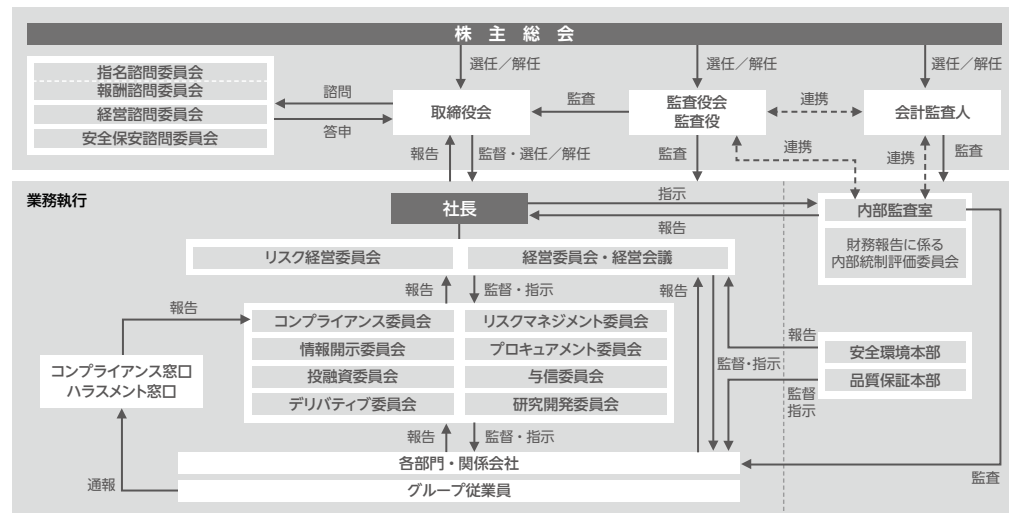 株主総会
選任／解任
選任／解任
選任／解任
指名諮問委員会
報酬諮問委員会
経営諮問委員会
安全保安諮問委員会
諮問
答申
取締役会
監査
監査役会
監査役
連携
会計監査人
報告
監督・選任／解任
監査
連携
連携
監査
業務執行
社長
指示
報告
内部監査室
財務報告に係る
内部統制評価委員会
リスク経営委員会
経営委員会・経営会議
報告
監督・指示
報告
報告
コンプライアンス委員会
リスクマネジメント委員会
情報開示委員会
プロキュアメント委員会
投融資委員会
与信委員会
デリバティブ委員会
研究開発委員会
コンプライアンス窓口
ハラスメント窓口
報告
監督・指示
安全環境本部
品質保証本部
監督
指示
報告
監督・指示
各部門・関係会社
グループ従業員
通報
監査